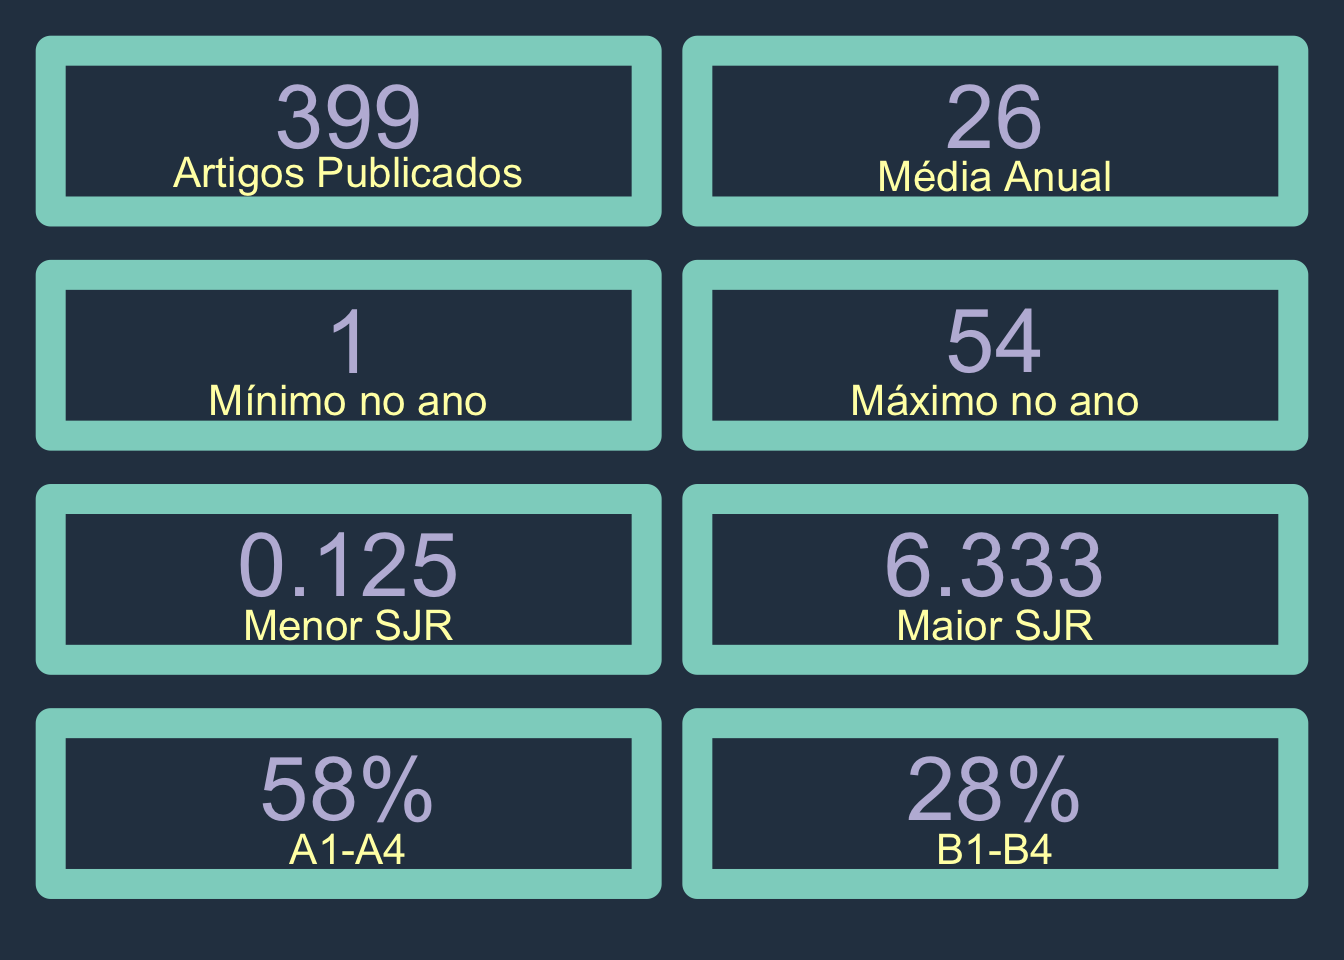 399
Artigos Publicados
26
Média Anual
1
Mínimo no ano
54
Máximo no ano
0.125
Menor SJR
6.333
Maior SJR
58%
A1-A4
28%
B1-B4